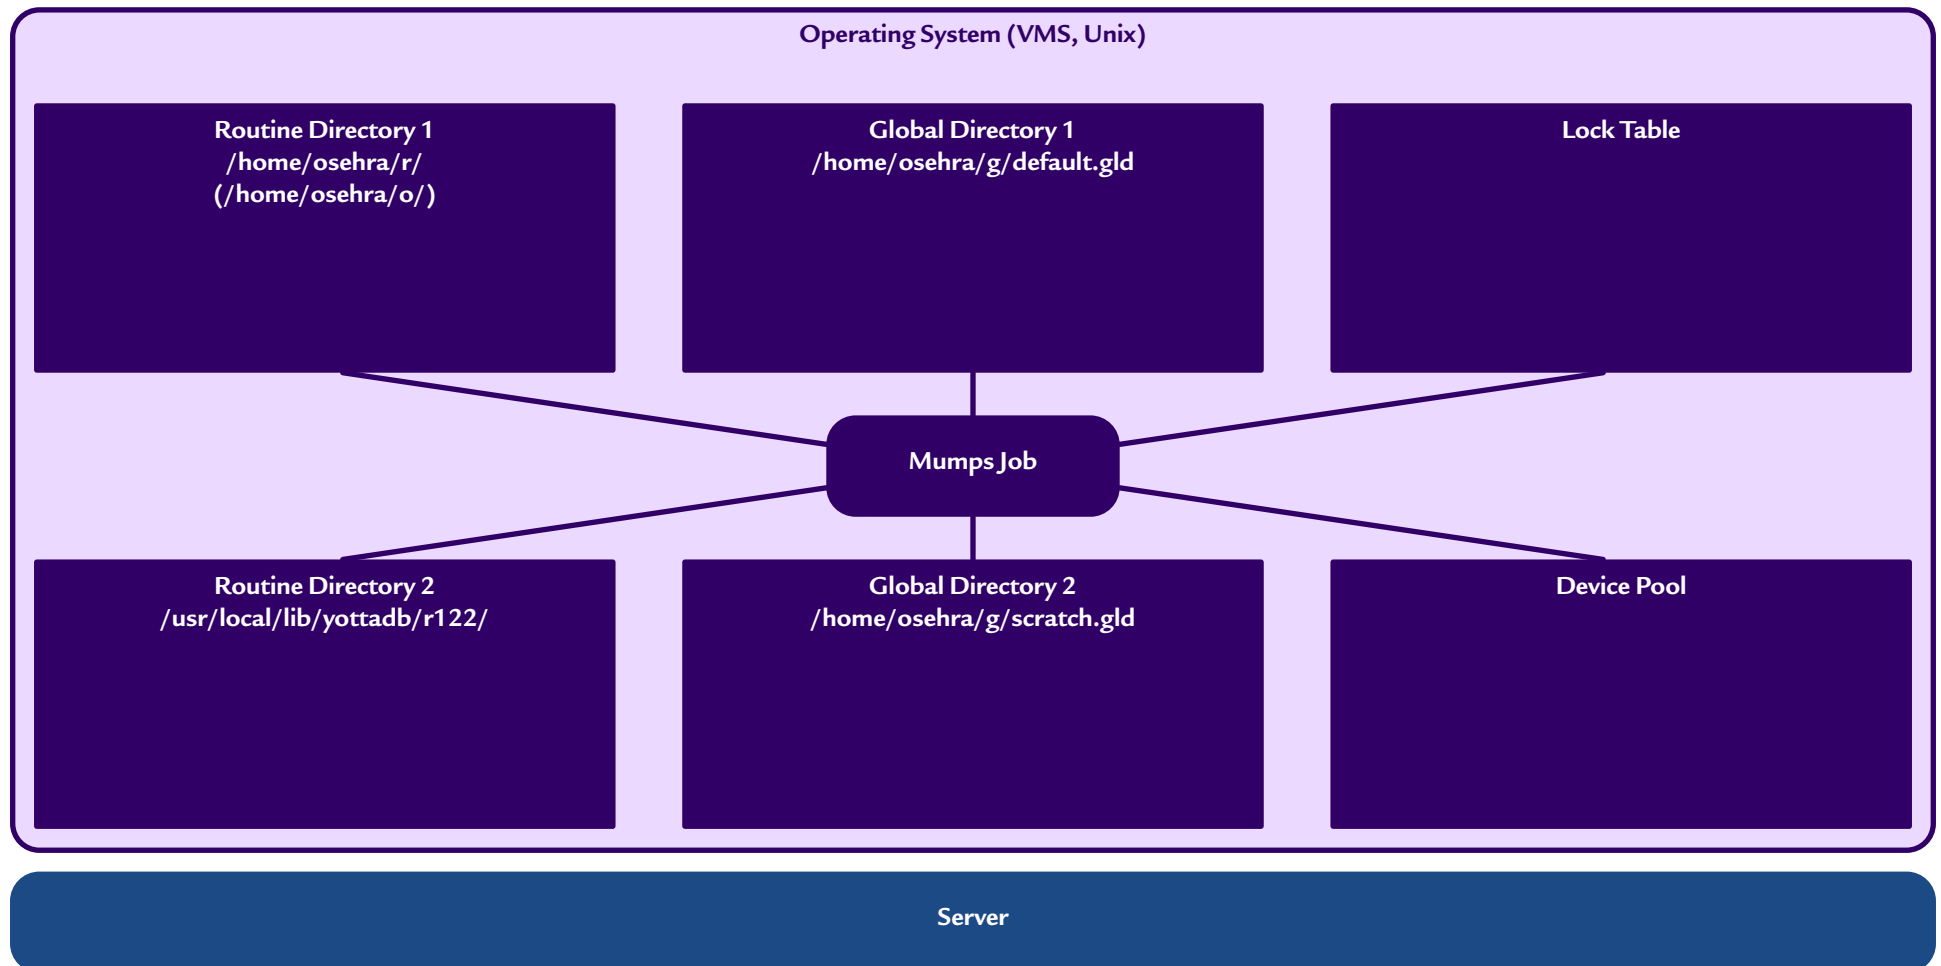 Operating System (VMS, Unix)
Routine Directory 1
/home/osehra/r/
(/home/osehra/o/)
Global Directory 1
/home/osehra/g/default.gld
Lock Table
Mumps Job
Routine Directory 2
/usr/local/lib/yottadb/r122/
Global Directory 2
/home/osehra/g/scratch.gld
Device Pool
Server